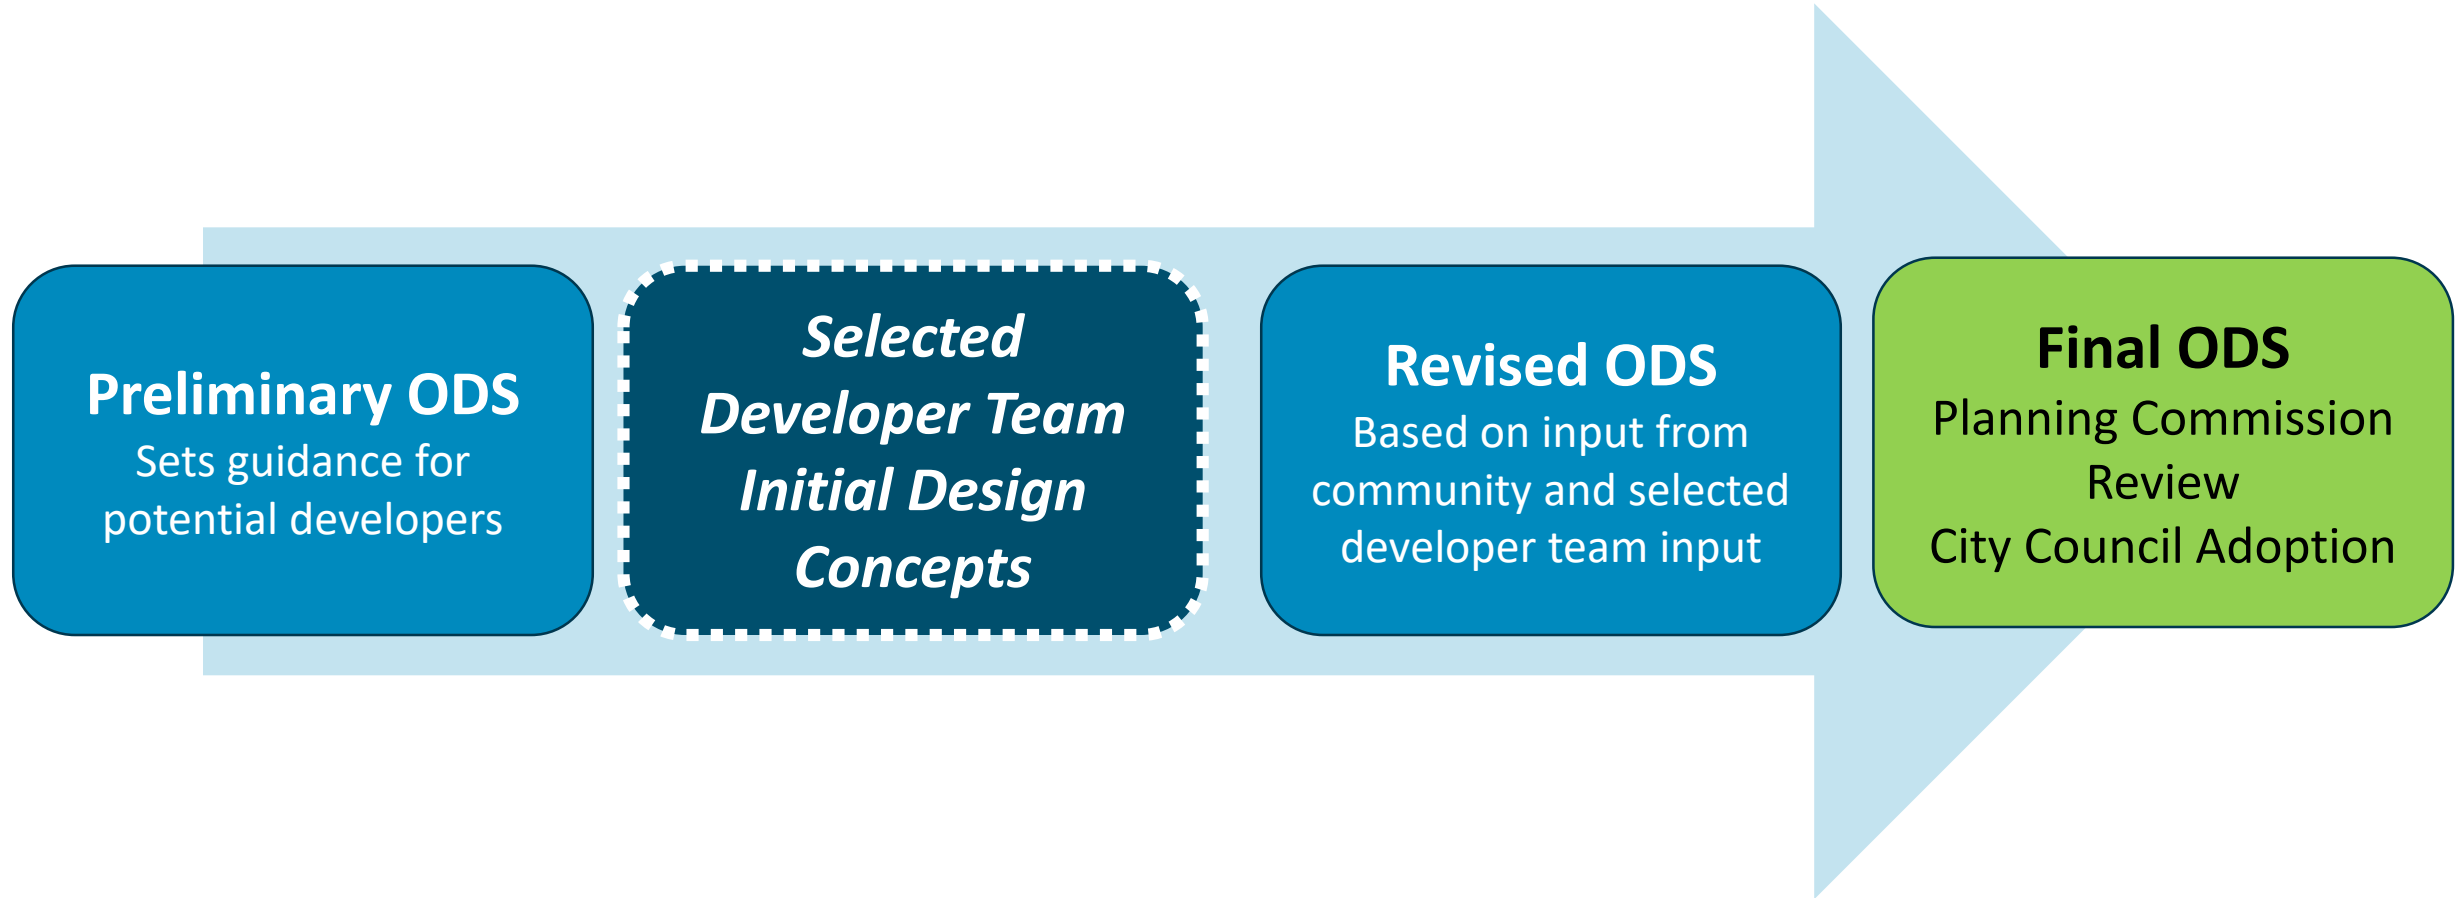 Preliminary ODS
Sets guidance for
potential developers
Selected
Developer Team
Initial Design
Concepts
Revised ODS
Based on input from
community and selected
developer team input
Final ODS
Planning Commission
Review
City Council Adoption